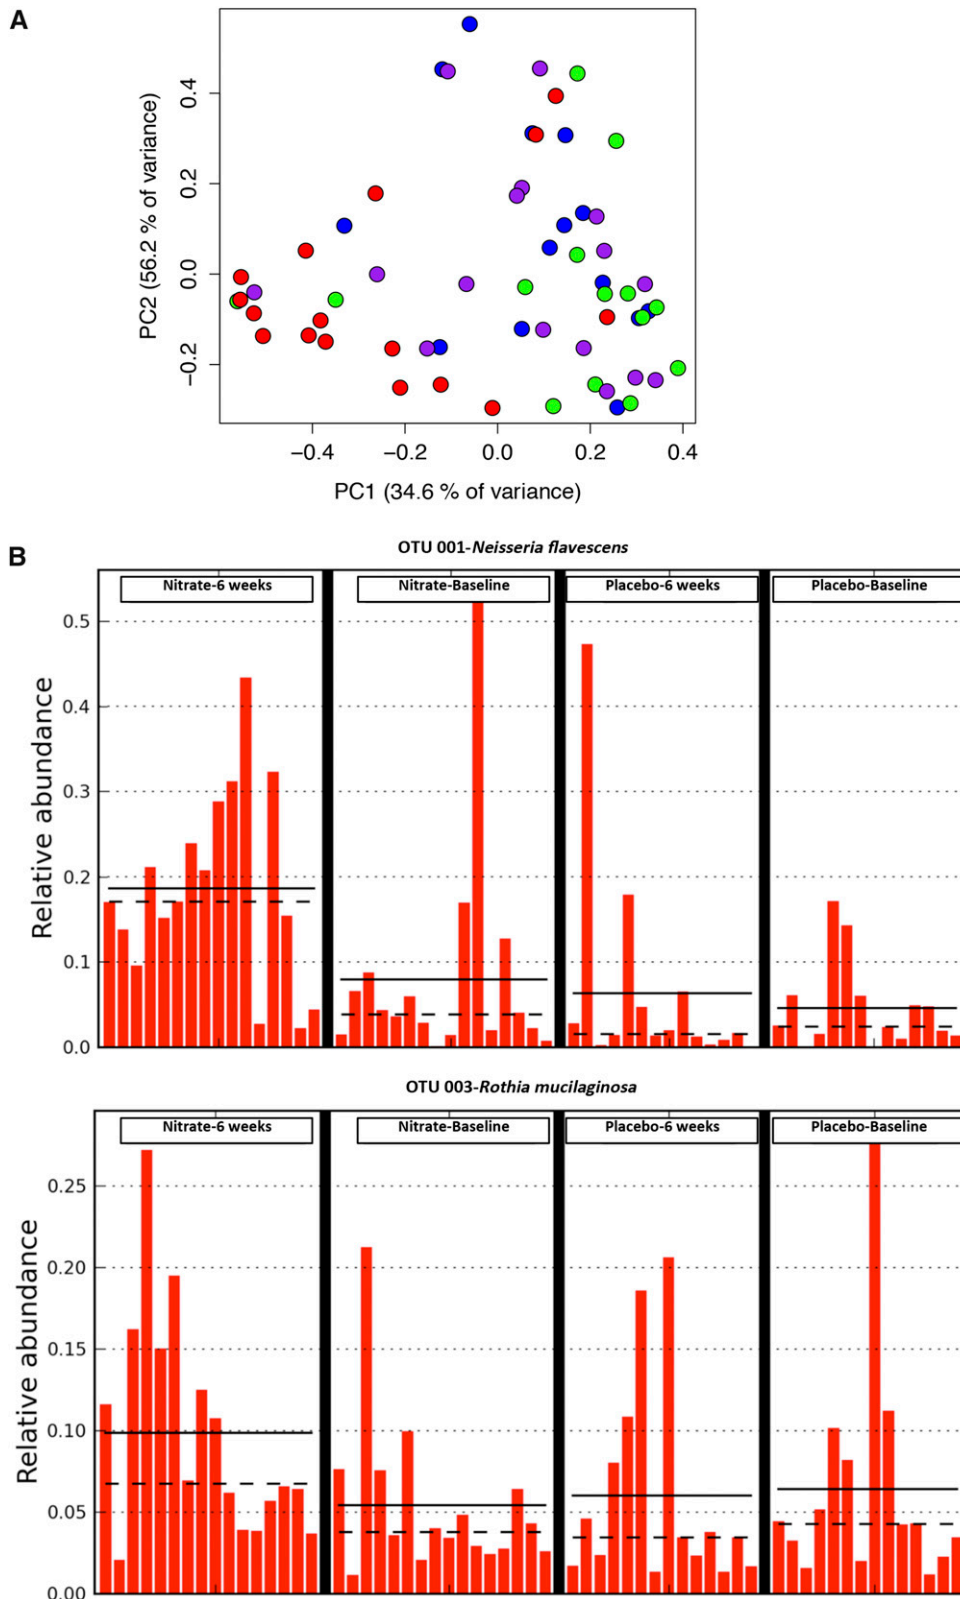 A
PC2 (56.2 % of variance)
0.4
0.2
0.0
−0.2
−0.4
−0.2
0.0
0.2
0.4
PC1 (34.6 % of variance)
B
OTU 001-Neisseria flavescens
Nitrate-6 weeks
Nitrate-Baseline
Placebo-6 weeks
Placebo-Baseline
Relative abundance
0.5
0.4
0.3
0.2
0.1
0.0
OTU 003-Rothia mucilaginosa
Nitrate-6 weeks
Nitrate-Baseline
Placebo-6 weeks
Placebo-Baseline
Relative abundance
0.25
0.20
0.15
0.10
0.05
0.00